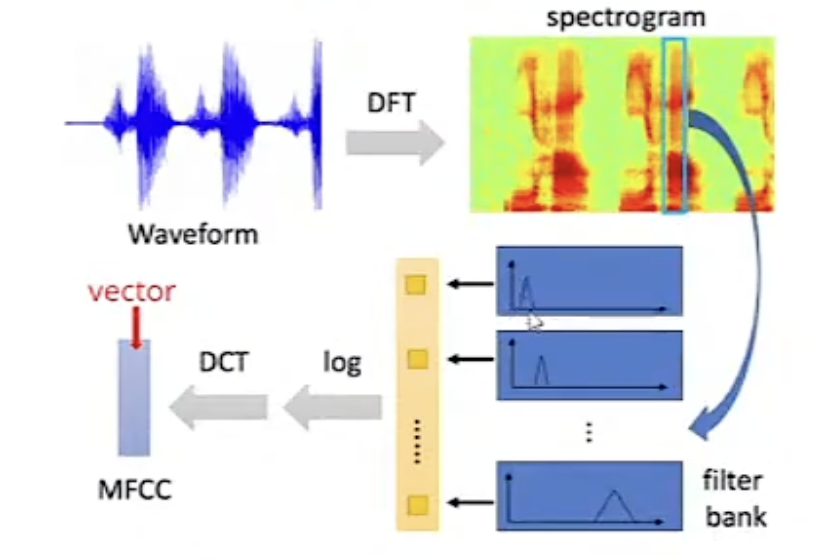 spectrogram
DFT
Waveform
vector
DCT
log
MFCC
filter
bank